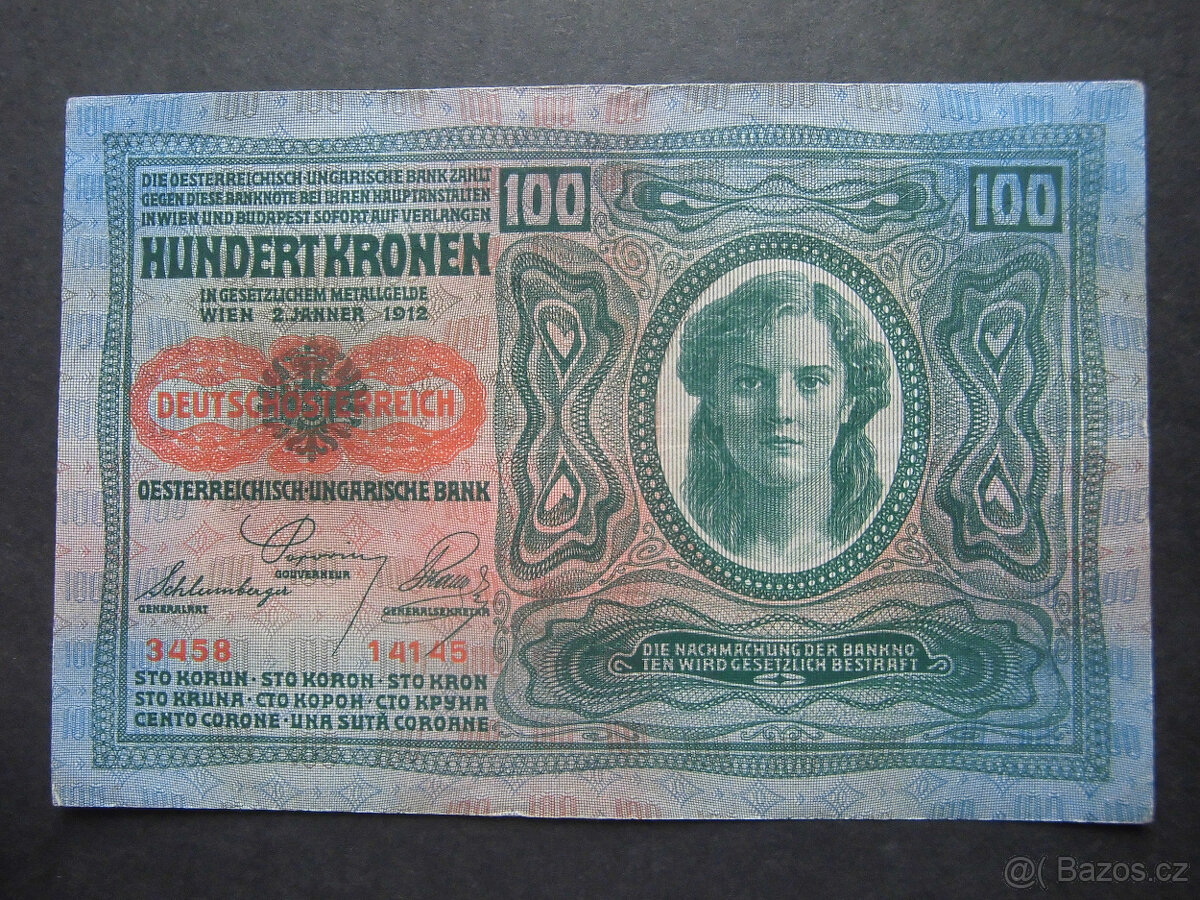 DIE OESTERREICHISCH-UNGARISCHE BANK ZAHLT
GEGEN DIESE BANKNOTE BEI IHREN HAUPTANSTALTEN
IN WIEN UND BUDAPEST SOFORT AUF VERLANGEN
HUNDERT KRONEN
IN GESETZLICHEM METALLGELDE
WIEN 2. JANNER 1912
DEUTSCHÖSTERREICH
OESTERREICHISCH-UNGARISCHE BANK
Popovics
GOUVERNEUR
Schlumberger
GENERALRAT
GENERALSEKRETÄR
3458 14145
STO KORUN · STO KORON · STO KRON
STO KRUNA · СТО КОРОН · СТО КРУНА
CENTO CORONE · UNA SUTĂ COROANE
100 100
DIE NACHMACHUNG DER BANKNO-
TEN WIRD GESETZLICH BESTRAFT
@( Bazos.cz